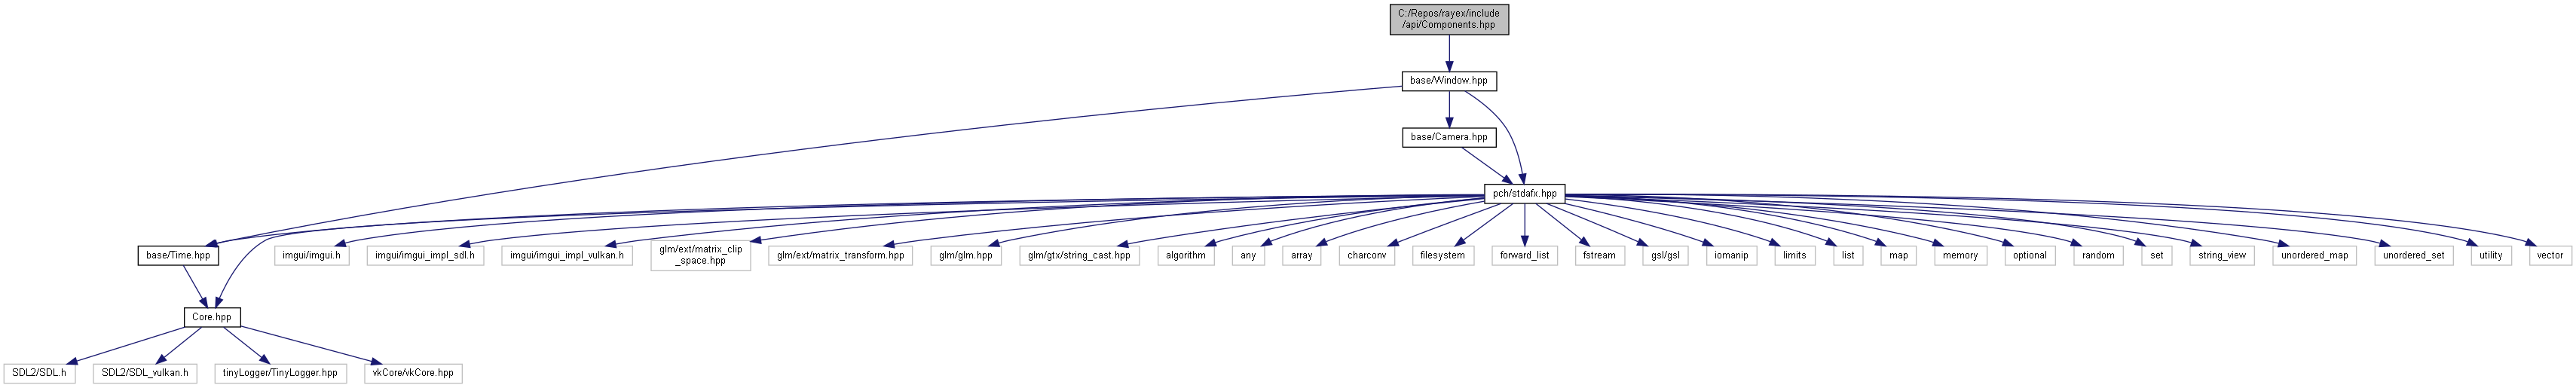 C:/Repos/rayex/include
/api/Components.hpp
base/Window.hpp
base/Camera.hpp
pch/stdafx.hpp
base/Time.hpp
imgui/imgui.h
imgui/imgui_impl_sdl.h
imgui/imgui_impl_vulkan.h
glm/ext/matrix_clip
_space.hpp
glm/ext/matrix_transform.hpp
glm/glm.hpp
glm/gtx/string_cast.hpp
algorithm
any
array
charconv
filesystem
forward_list
fstream
gsl/gsl
iomanip
limits
list
map
memory
optional
random
set
string_view
unordered_map
unordered_set
utility
vector
Core.hpp
SDL2/SDL.h
SDL2/SDL_vulkan.h
tinyLogger/TinyLogger.hpp
vkCore/vkCore.hpp